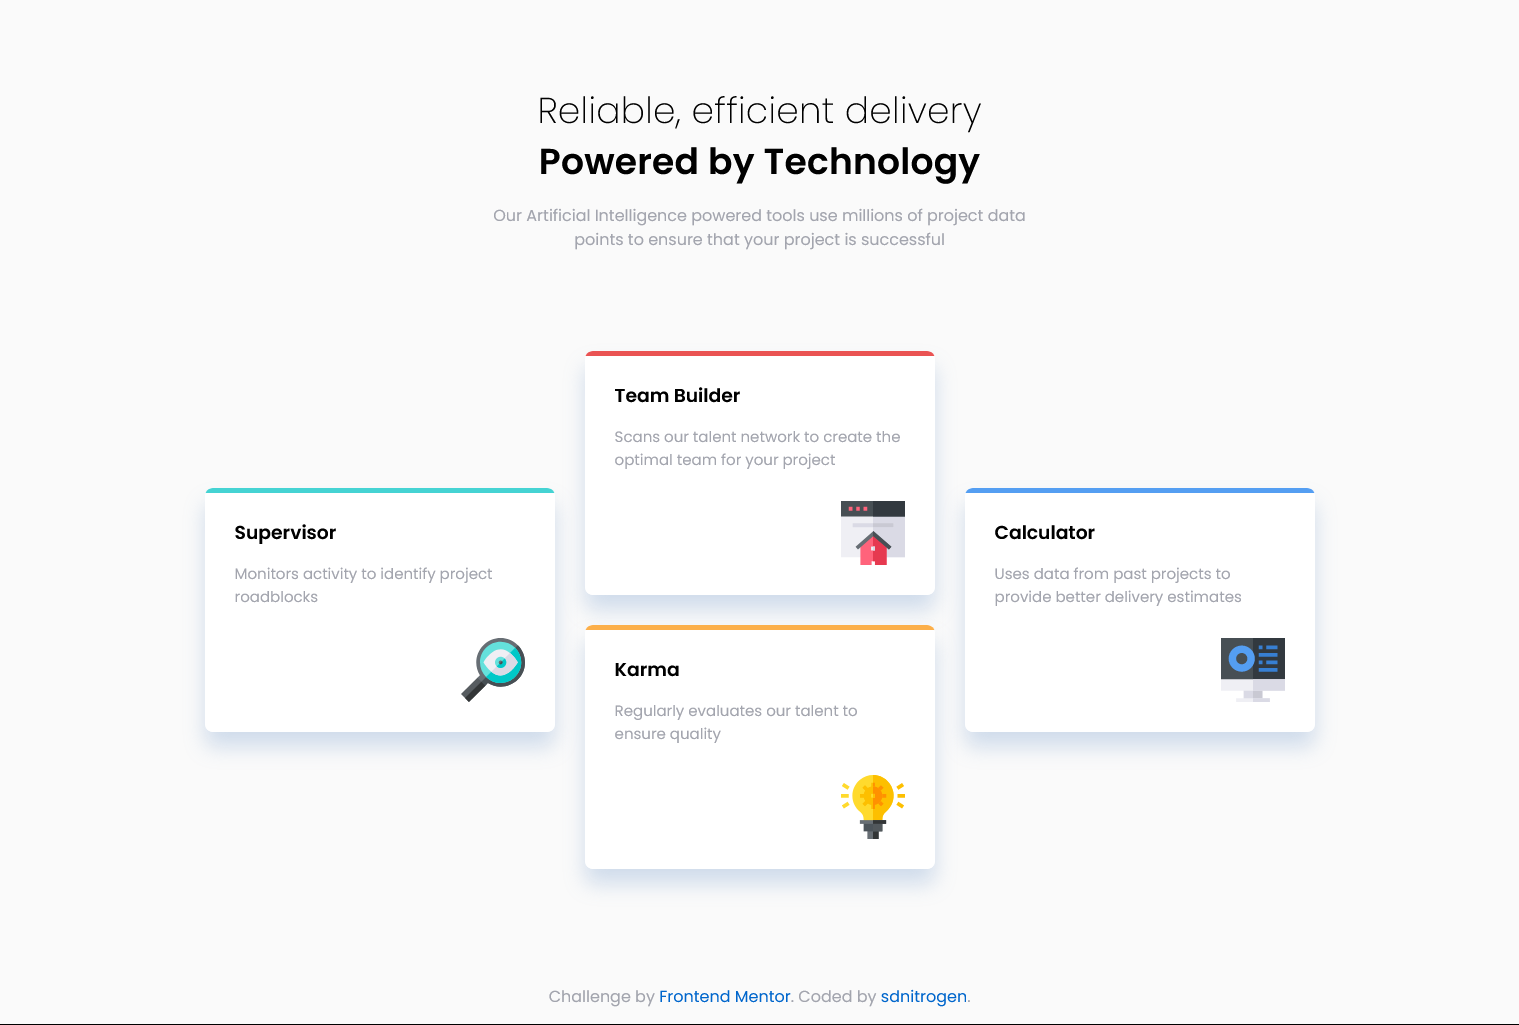 Reliable, efficient delivery
Powered by Technology
Our Artificial Intelligence powered tools use millions of project data
points to ensure that your project is successful
Supervisor
Monitors activity to identify project
roadblocks
Team Builder
Scans our talent network to create the
optimal team for your project
Karma
Regularly evaluates our talent to
ensure quality
Calculator
Uses data from past projects to
provide better delivery estimates
Challenge by Frontend Mentor. Coded by sdnitrogen.